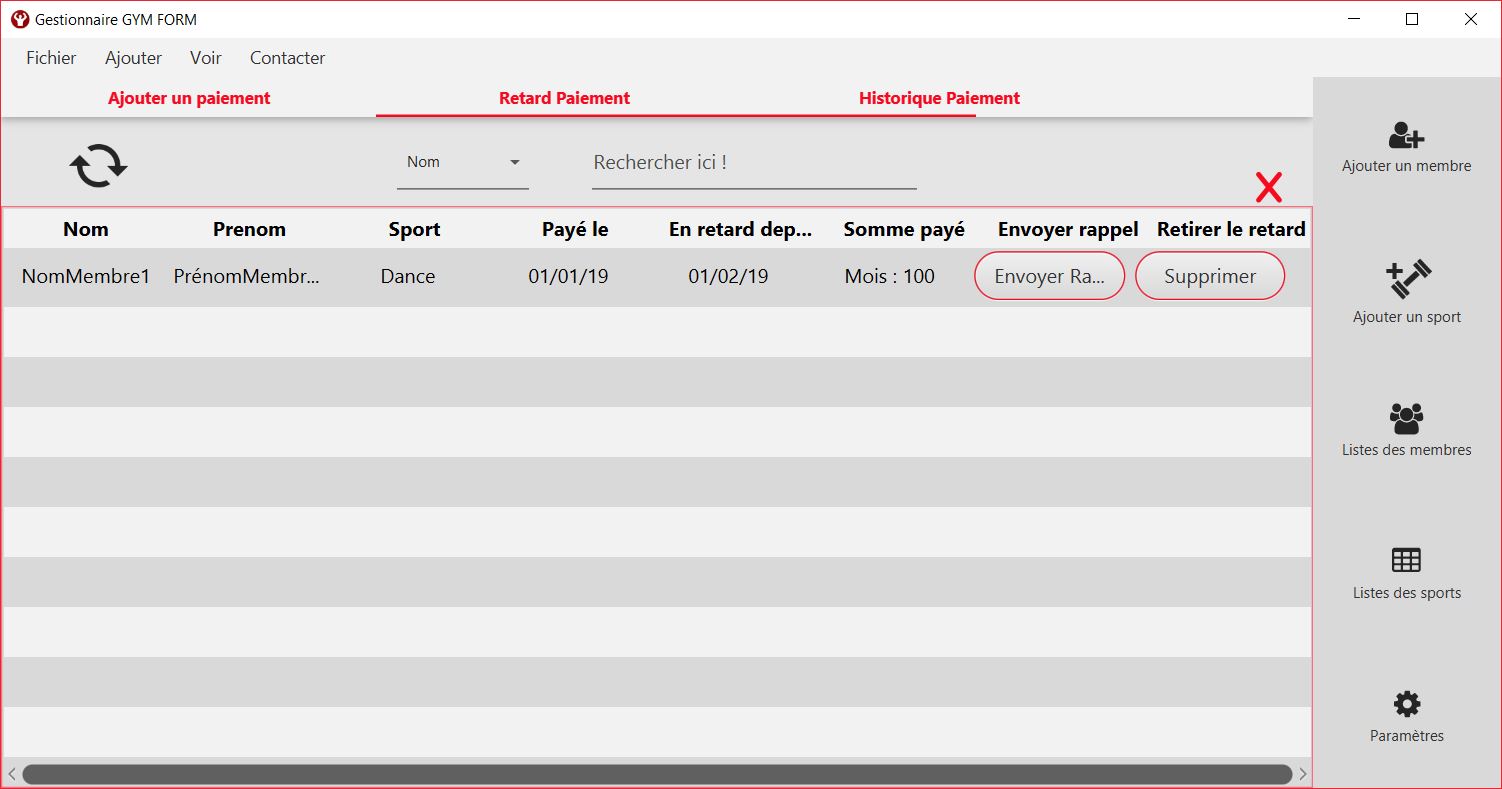 Gestionnaire GYM FORM
Fichier Ajouter Voir Contacter
Ajouter un paiement Retard Paiement Historique Paiement
Nom Rechercher ici !
Nom Prenom Sport Payé le En retard dep... Somme payé Envoyer rappel Retirer le retard
NomMembre1 PrénomMembr... Dance 01/01/19 01/02/19 Mois : 100 Envoyer Ra... Supprimer
Ajouter un membre
Ajouter un sport
Listes des membres
Listes des sports
Paramètres